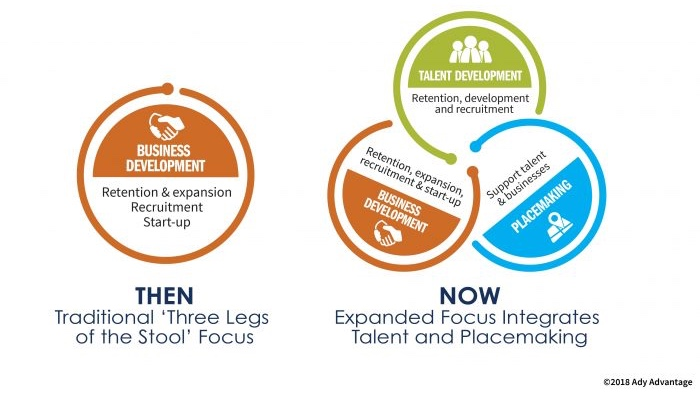 BUSINESS
DEVELOPMENT
Retention & expansion
Recruitment
Start-up
THEN
Traditional ‘Three Legs
of the Stool’ Focus
TALENT DEVELOPMENT
Retention, development
and recruitment
Retention, expansion,
recruitment & start-up
BUSINESS
DEVELOPMENT
Support talent
& businesses
PLACEMAKING
NOW
Expanded Focus Integrates
Talent and Placemaking
©2018 Ady Advantage